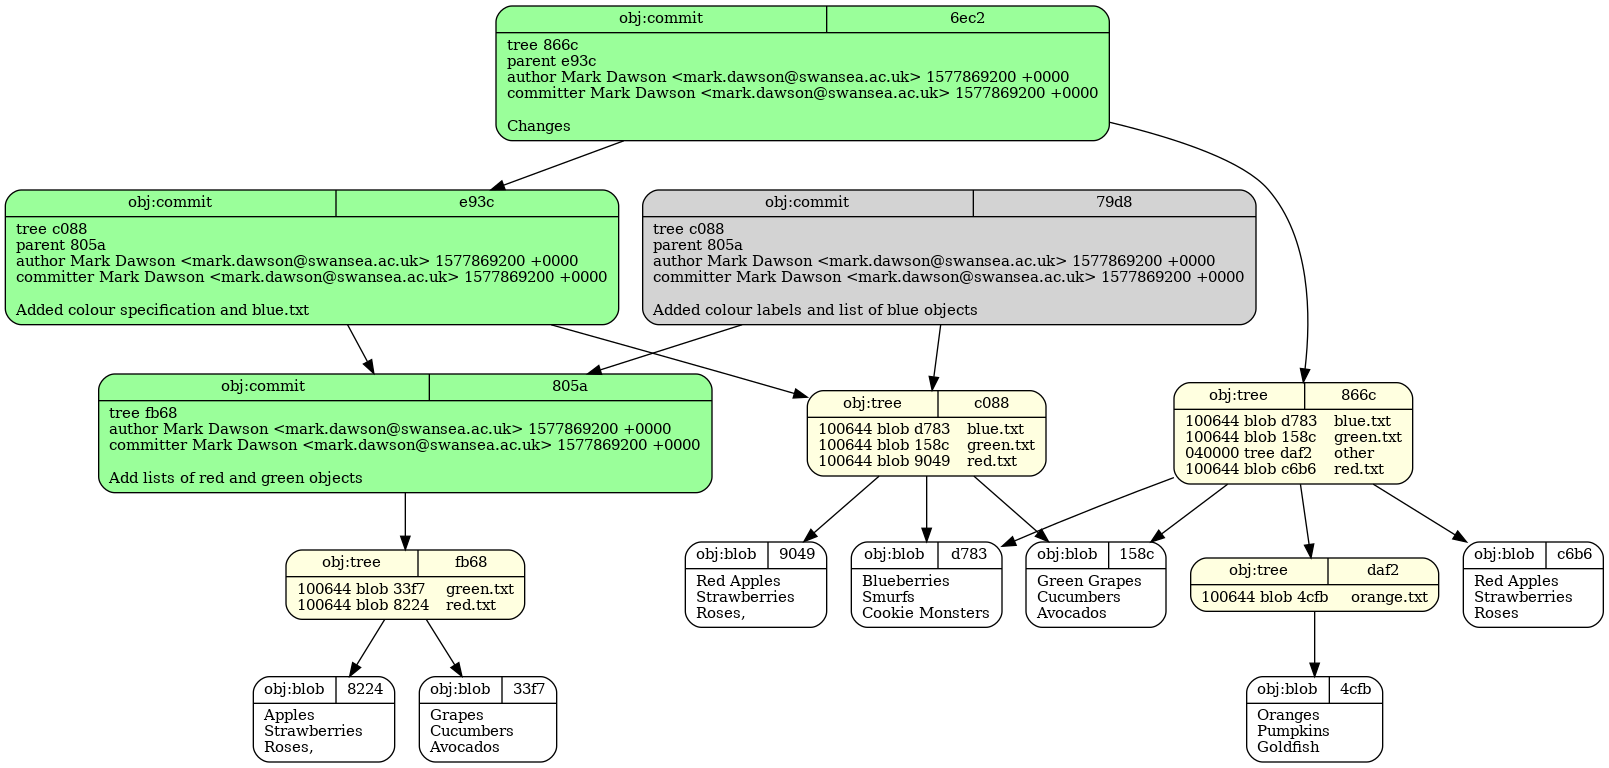 obj:commit 6ec2
tree 866c
parent e93c
author Mark Dawson <mark.dawson@swansea.ac.uk> 1577869200 +0000
committer Mark Dawson <mark.dawson@swansea.ac.uk> 1577869200 +0000
Changes
obj:commit e93c
tree c088
parent 805a
author Mark Dawson <mark.dawson@swansea.ac.uk> 1577869200 +0000
committer Mark Dawson <mark.dawson@swansea.ac.uk> 1577869200 +0000
Added colour specification and blue.txt
obj:commit 79d8
tree c088
parent 805a
author Mark Dawson <mark.dawson@swansea.ac.uk> 1577869200 +0000
committer Mark Dawson <mark.dawson@swansea.ac.uk> 1577869200 +0000
Added colour labels and list of blue objects
obj:commit 805a
tree fb68
author Mark Dawson <mark.dawson@swansea.ac.uk> 1577869200 +0000
committer Mark Dawson <mark.dawson@swansea.ac.uk> 1577869200 +0000
Add lists of red and green objects
obj:tree c088
100644 blob d783 blue.txt
100644 blob 158c green.txt
100644 blob 9049 red.txt
obj:tree 866c
100644 blob d783 blue.txt
100644 blob 158c green.txt
040000 tree daf2 other
100644 blob c6b6 red.txt
obj:tree fb68
100644 blob 33f7 green.txt
100644 blob 8224 red.txt
obj:blob 9049
Red Apples
Strawberries
Roses,
obj:blob d783
Blueberries
Smurfs
Cookie Monsters
obj:blob 158c
Green Grapes
Cucumbers
Avocados
obj:tree daf2
100644 blob 4cfb orange.txt
obj:blob c6b6
Red Apples
Strawberries
Roses
obj:blob 8224
Apples
Strawberries
Roses,
obj:blob 33f7
Grapes
Cucumbers
Avocados
obj:blob 4cfb
Oranges
Pumpkins
Goldfish